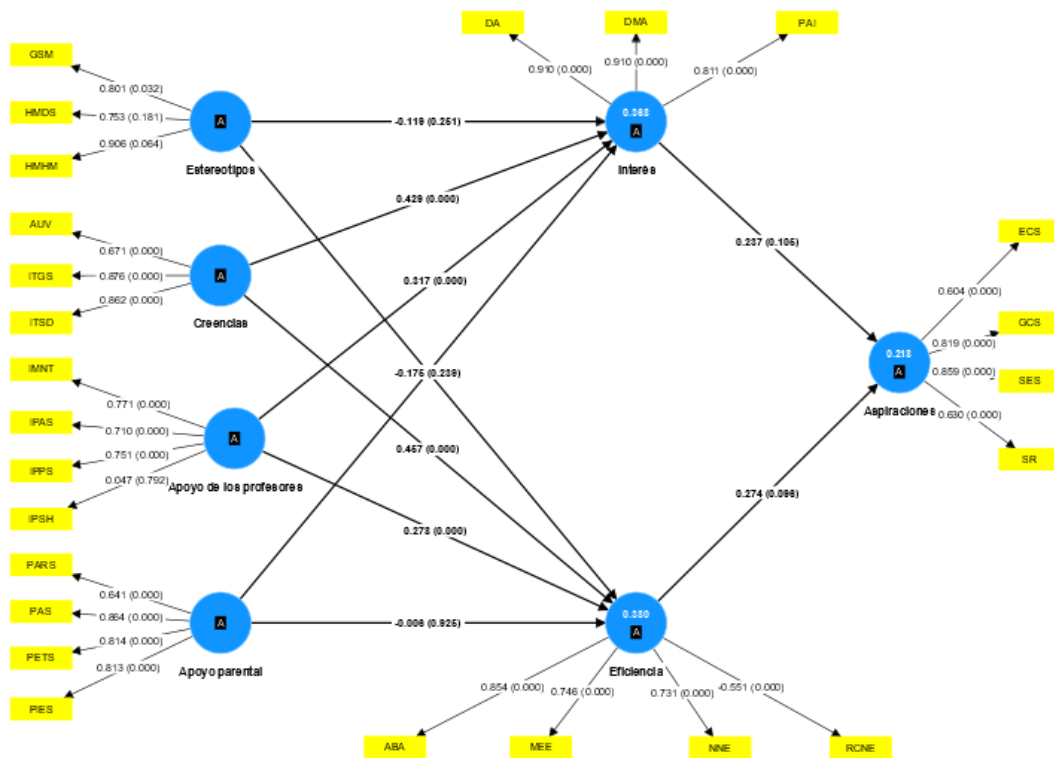 DA
DMA
PAI
GSM
0.910 (0.000)
0.910 (0.000)
0.811 (0.000)
0.801 (0.032)
HMDS
0.753 (0.181)
A
-0.119 (0.251)
A
0.906 (0.064)
HMHM
Estereotipos
Interés
0.429 (0.000)
AUV
0.671 (0.000)
0.237 (0.105)
ECS
ITGS
0.876 (0.000)
A
0.317 (0.000)
0.604 (0.000)
0.862 (0.000)
ITSD
Creencias
GCS
0.819 (0.000)
0.218
IMNT
-0.175 (0.239)
A
0.859 (0.000)
SES
0.771 (0.000)
Aspiraciones
0.630 (0.000)
IPAS
0.710 (0.000)
A
0.457 (0.000)
0.751 (0.000)
SR
IPPS
0.047 (0.792)
Apoyo de los profesores
0.274 (0.096)
IPSH
0.278 (0.000)
PARS
0.641 (0.000)
PAS
0.864 (0.000)
A
-0.006 (0.925)
0.380
A
0.814 (0.000)
PETS
0.813 (0.000)
Apoyo parental
Eficiencia
PIES
0.854 (0.000)
0.746 (0.000)
0.731 (0.000)
-0.551 (0.000)
ABA
MEE
NNE
RCNE